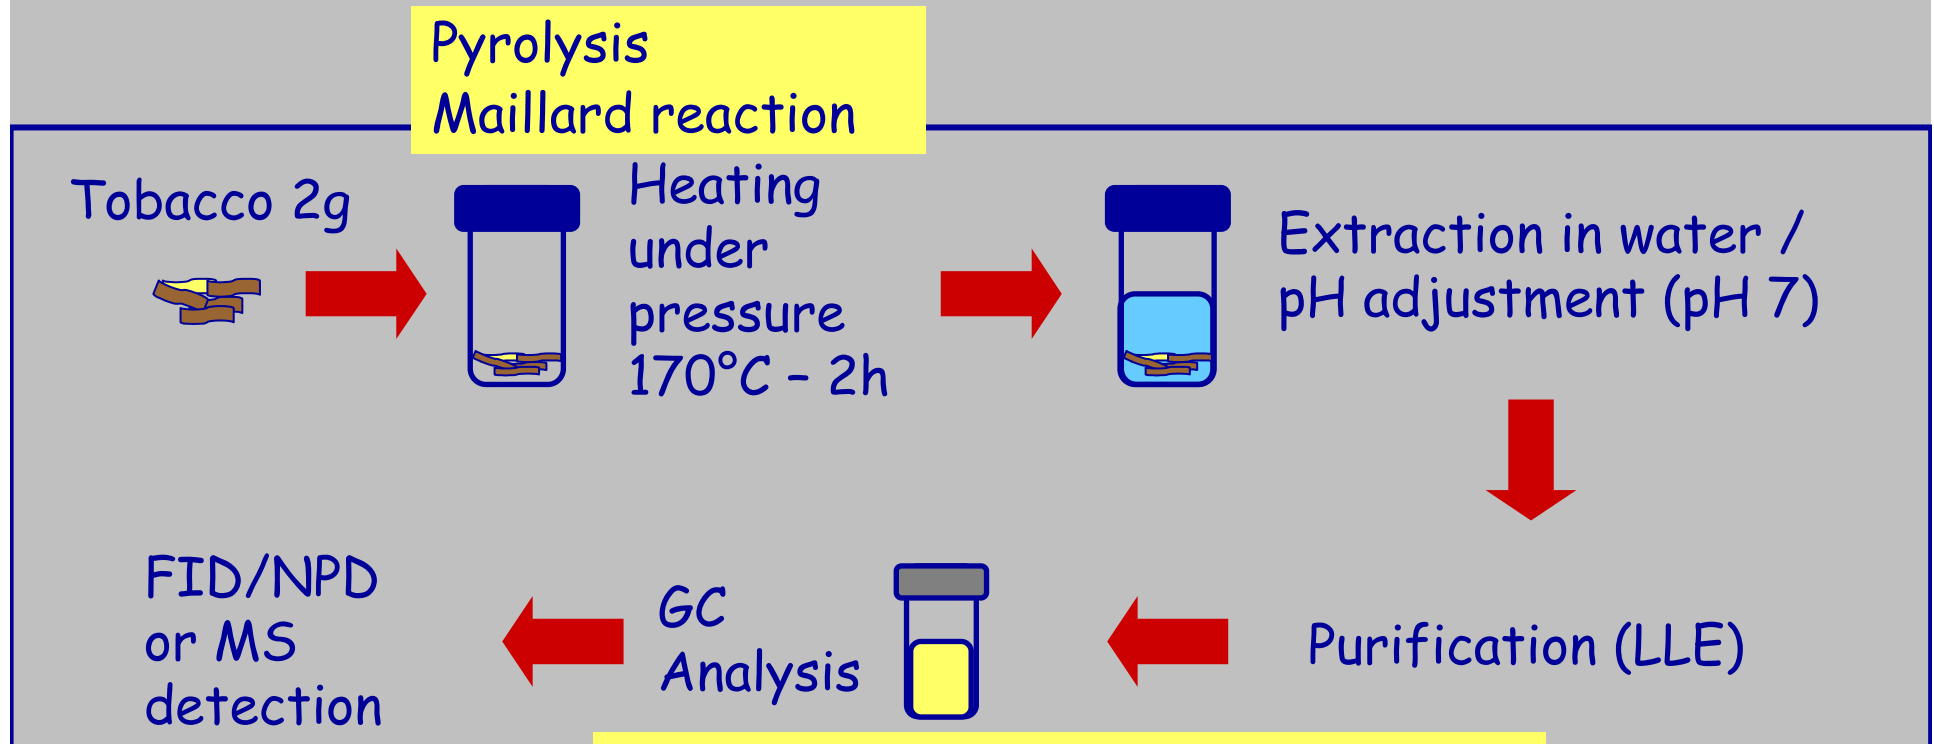 Pyrolysis
Maillard reaction
Tobacco 2g
Heating
under
pressure
170°C – 2h
Extraction in water /
pH adjustment (pH 7)
Purification (LLE)
GC
Analysis
FID/NPD
or MS
detection